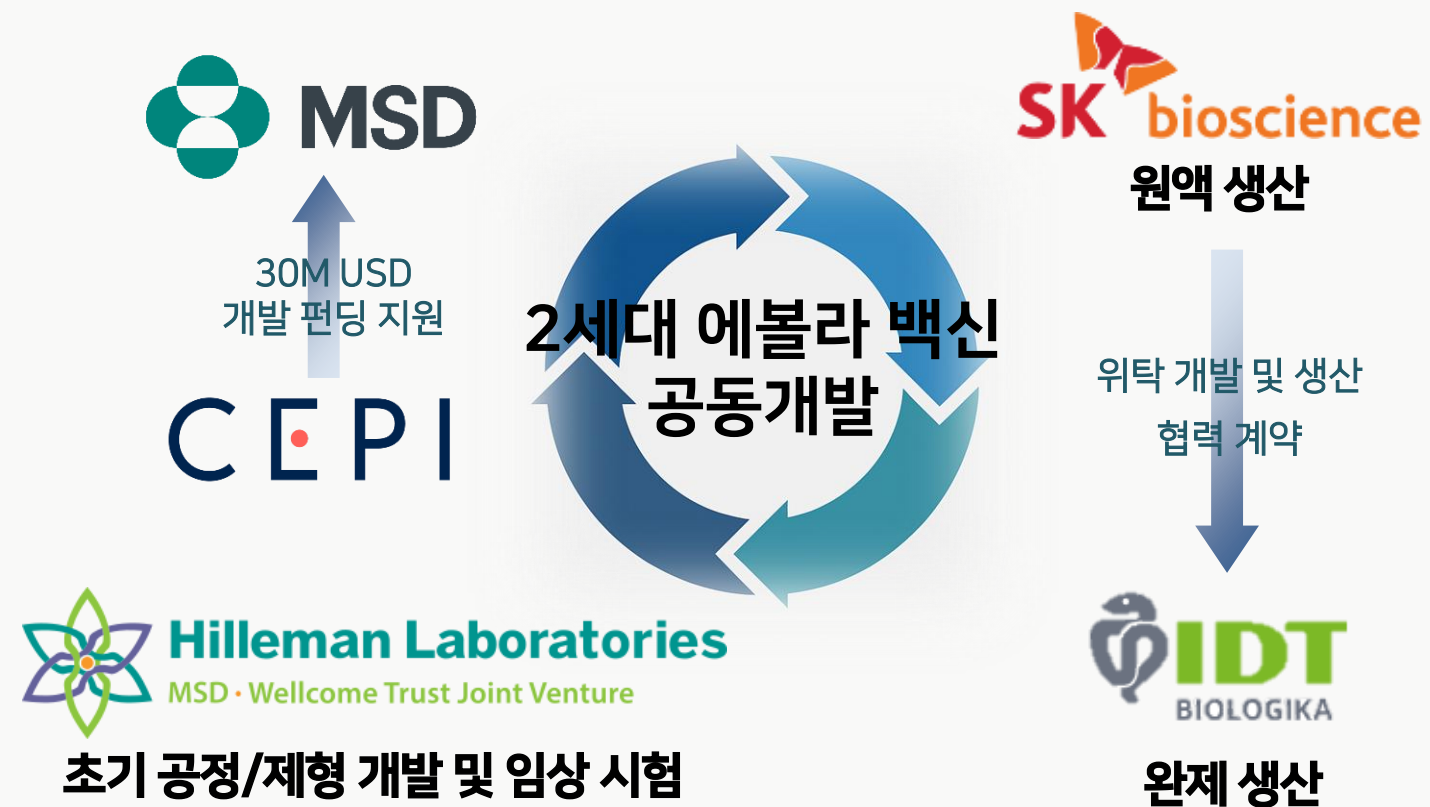 MSD
30M USD
개발 펀딩 지원
CEPI
2세대 에볼라 백신
공동개발
SK bioscience
원액 생산
위탁 개발 및 생산
협력 계약
Hilleman Laboratories
MSD · Wellcome Trust Joint Venture
초기 공정/제형 개발 및 임상 시험
IDT
BIOLOGIKA
완제 생산